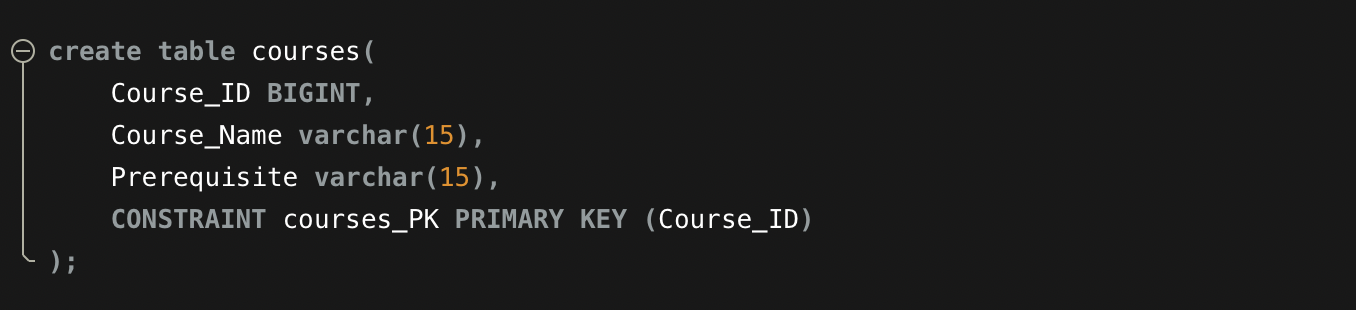 create table courses(
Course_ID BIGINT,
Course_Name varchar(15),
Prerequisite varchar(15),
CONSTRAINT courses_PK PRIMARY KEY (Course_ID)
);